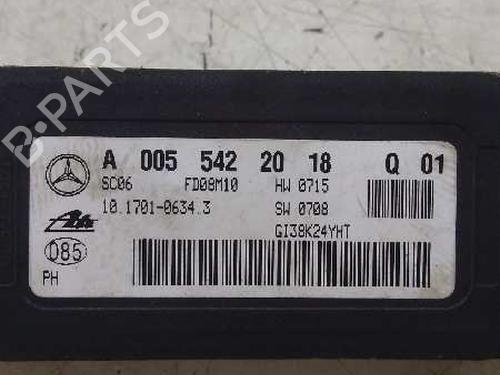 B-PARTS
A 005 542 20 18 Q 01
SC06 FD08M10 HW 0715
10.1701-0634.3 SW 0708
Ate GI38K24YHT
085
PH